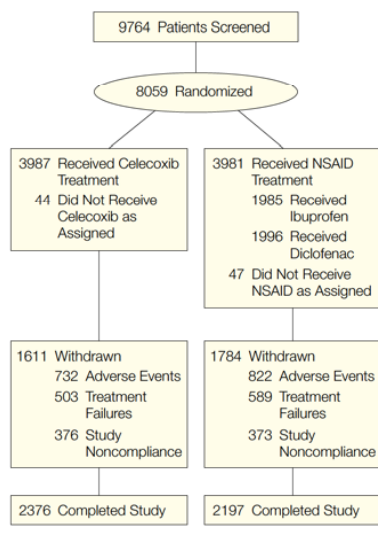 9764 Patients Screened
8059 Randomized
3987 Received Celecoxib
Treatment
44 Did Not Receive
Celecoxib as
Assigned
3981 Received NSAID
Treatment
1985 Received
Ibuprofen
1996 Received
Diclofenac
47 Did Not Receive
NSAID as Assigned
1611 Withdrawn
732 Adverse Events
503 Treatment
Failures
376 Study
Noncompliance
1784 Withdrawn
822 Adverse Events
589 Treatment
Failures
373 Study
Noncompliance
2376 Completed Study
2197 Completed Study